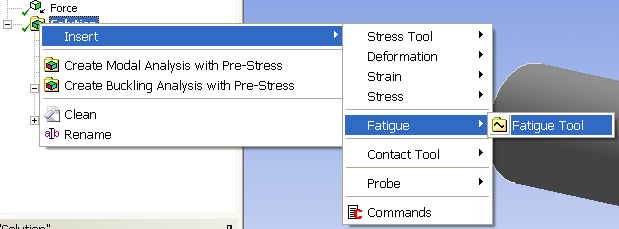 Force
Solution
Insert
Create Modal Analysis with Pre-Stress
Create Buckling Analysis with Pre-Stress
Clean
Rename
Stress Tool
Deformation
Strain
Stress
Fatigue
Contact Tool
Probe
Commands
Fatigue Tool
"Solution"